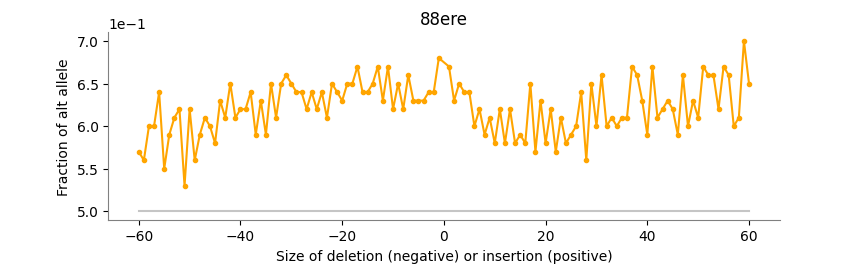 88ere
1e−1
7.0
6.5
6.0
5.5
5.0
Fraction of alt allele
−60 −40 −20 0 20 40 60
Size of deletion (negative) or insertion (positive)